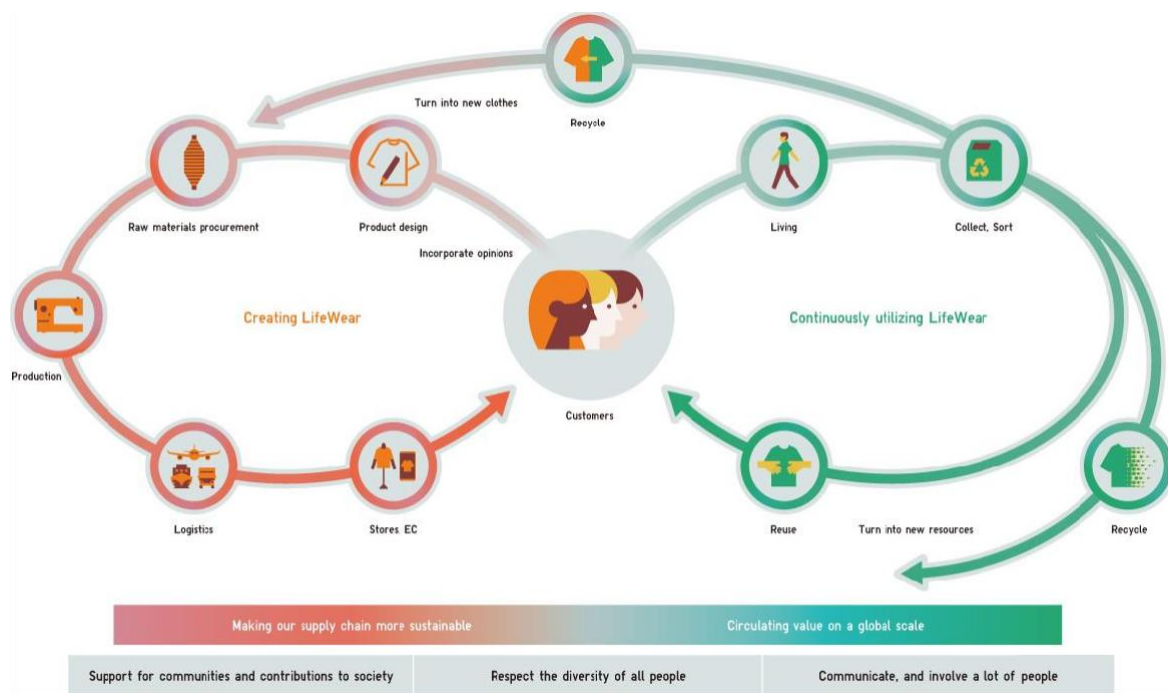 Turn into new clothes
Recycle
Raw materials procurement
Product design
Living
Collect, Sort
Incorporate opinions
Creating LifeWear
Continuously utilizing LifeWear
Production
Customers
Logistics
Stores, EC
Reuse
Turn into new resources
Recycle
Making our supply chain more sustainable
Circulating value on a global scale
Support for communities and contributions to society
Respect the diversity of all people
Communicate, and involve a lot of people